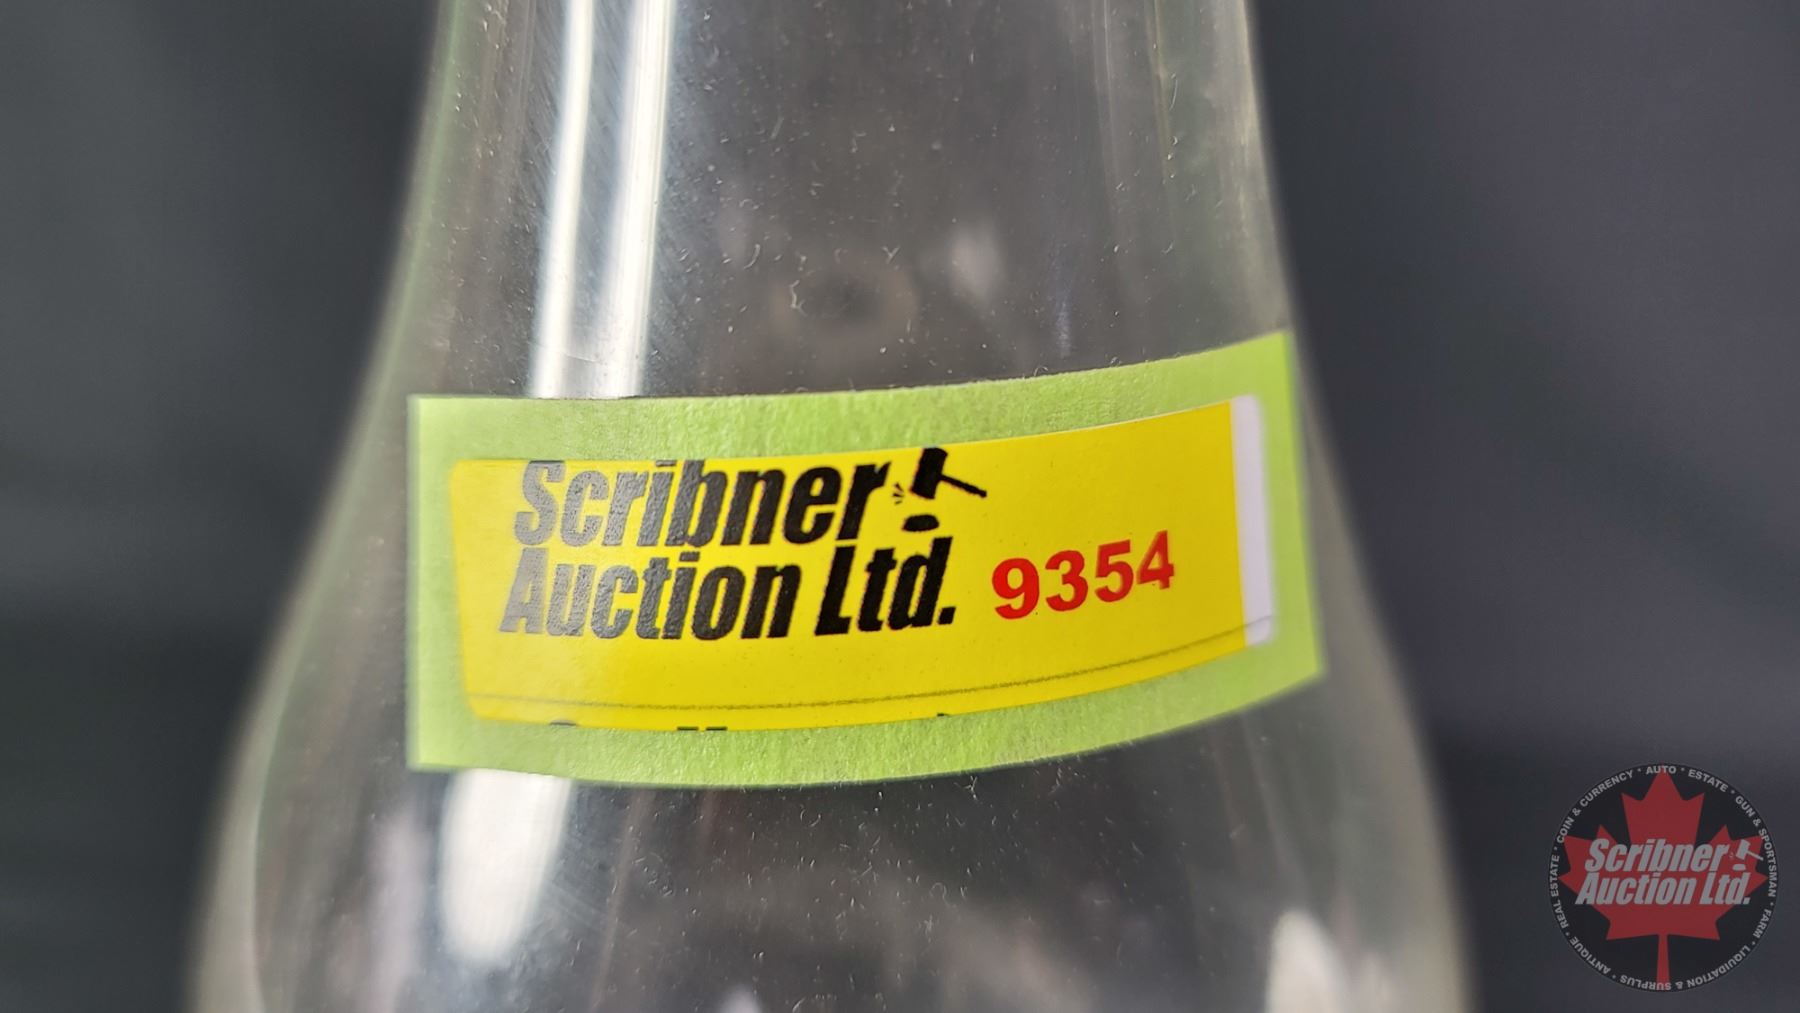 Scribner
Auction Ltd. 9354
COIN & CURRENCY * AUTO * ESTATE * GUN & SPORTSMAN * FARM * LIQUIDATION & SURPLUS * ANTIQUE * REAL ESTATE *
Scribner
Auction Ltd.